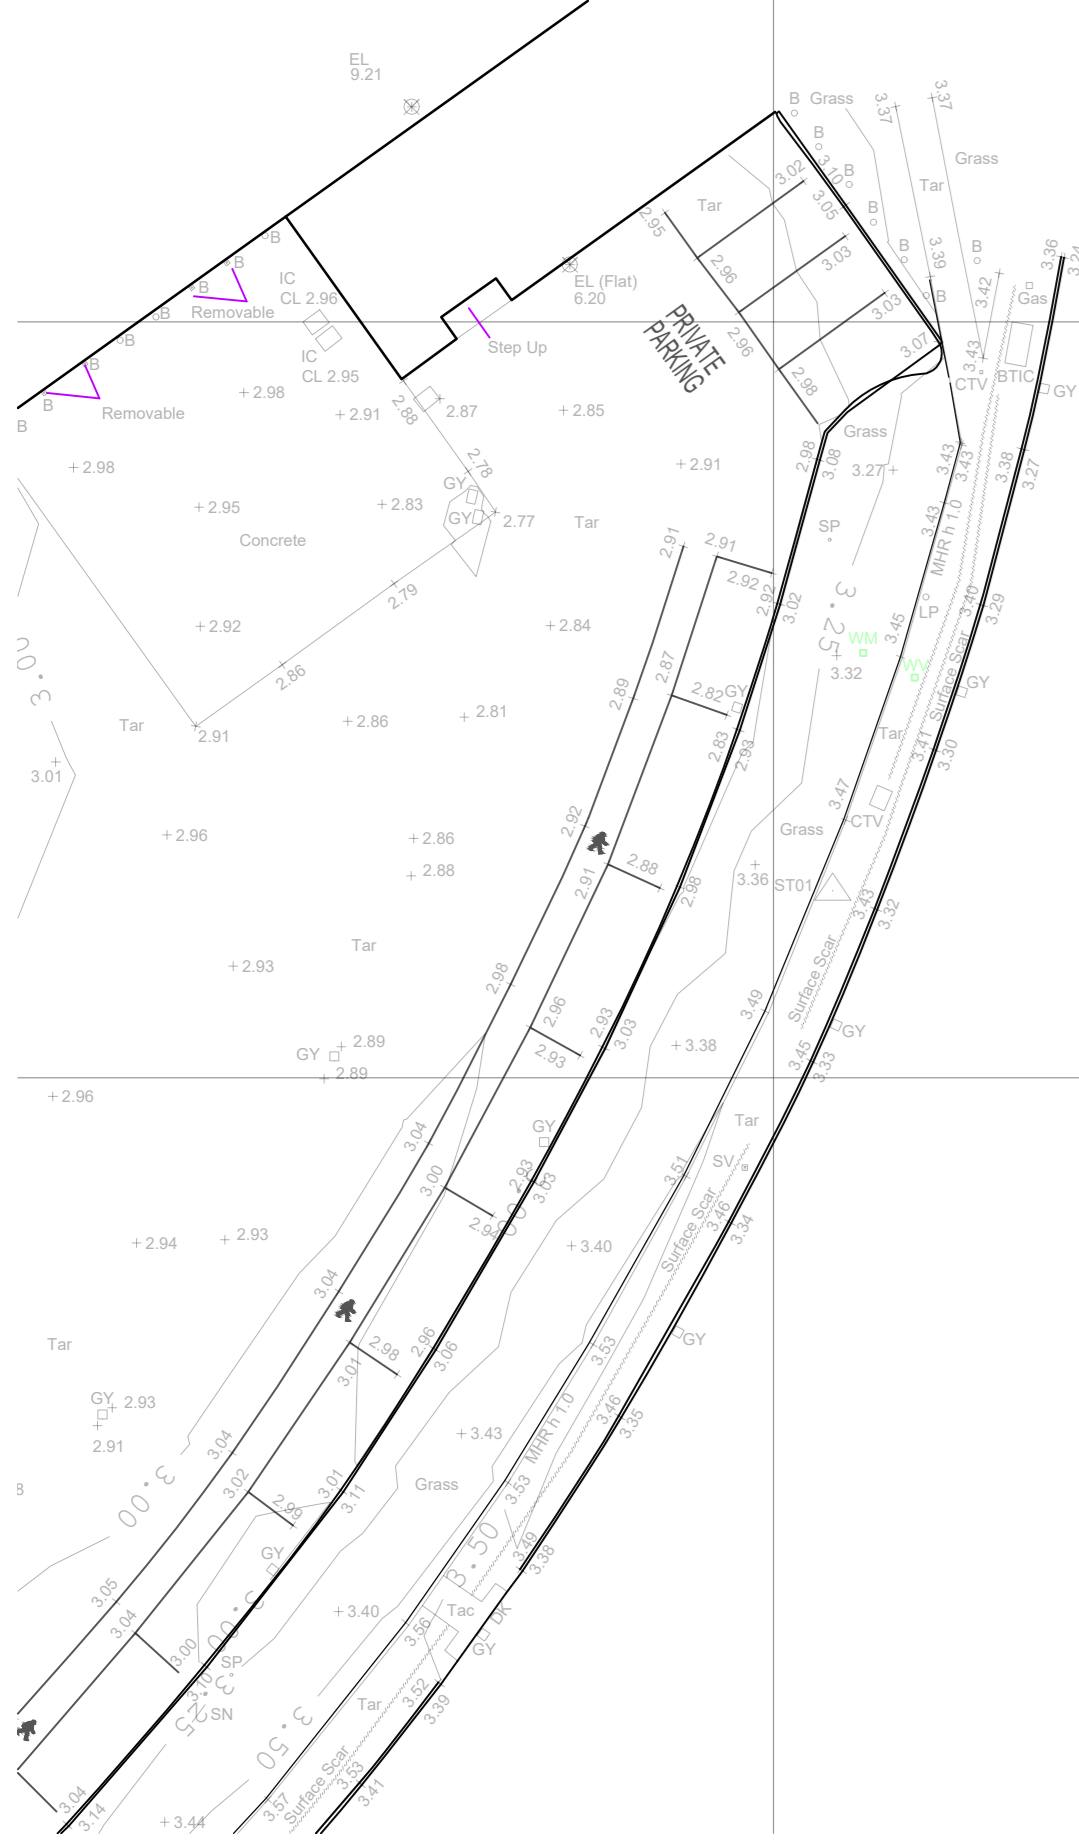 EL
9.21
B
Grass
3.37
3.37
B
Grass
3.10
B
3.02
Tar
Tar
3.05
B
2.95
B
3.03
3.39
B
B
3.36
3.24
B
2.96
IC
CL 2.96
EL (Flat)
6.20
3.42
B
Gas
B
Removable
B
3.03
PRIVATE
PARKING
2.96
3.07
B
Step Up
3.43
IC
CL 2.95
B
2.98
CTV
BTIC
GY
2.98
2.88
2.87
2.85
B
Removable
2.91
B
Grass
2.98
3.08
3.43
3.43
3.38
3.27
2.98
2.78
2.91
3.27
GY
2.95
2.83
GY
2.77
Tar
SP
3.43
MHR h 1.0
Concrete
2.91
2.91
2.92
2.79
2.92
3.02
3.25
3.40
3.29
LP
2.92
2.84
WM
3.45
WV
3.32
3.00
2.86
2.87
2.89
2.82
GY
GY
Surface Scar
Tar
2.91
2.86
2.81
2.83
2.93
Tar
3.41
3.30
3.01
3.47
2.92
2.96
2.86
Grass
CTV
2.88
2.88
2.91
2.98
3.36
ST01
3.43
3.32
Tar
2.93
2.98
Surface Scar
2.96
3.49
2.93
3.03
2.93
GY
GY
2.89
2.89
3.38
3.45
3.33
2.96
Tar
GY
3.04
3.00
2.93
3.03
SV
3.51
2.94
3.00
3.46
3.34
Surface Scar
2.94
2.93
3.40
3.04
GY
Tar
2.98
3.01
2.96
3.06
3.53
GY
2.93
2.91
3.46
3.35
MHR h 1.0
3.43
3.04
3.02
3.00
3.01
3.11
Grass
3.53
8
2.99
3.50
3.49
3.38
GY
3.05
3.04
3.00
3.40
3.56
Tac
DK
GY
3.00
SP
3.10
3.25
SN
Tar
3.52
3.39
3.50
Surface Scar
3.53
3.41
3.04
3.14
3.44
3.57